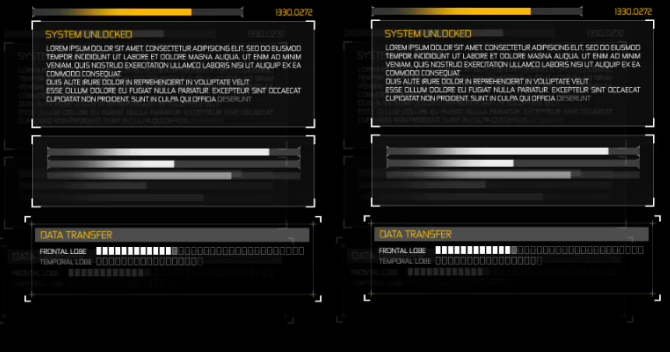 1330.0272
SYSTEM UNLOCKED
LOREM IPSUM DOLOR SIT AMET, CONSECTETUR ADIPISICING ELIT, SED DO EIUSMOD
TEMPOR INCIDIDUNT UT LABORE ET DOLORE MAGNA ALIQUA. UT ENIM AD MINIM
VENIAM, QUIS NOSTRUD EXERCITATION ULLAMCO LABORIS NISI UT ALIQUIP EX EA
COMMODO CONSEQUAT.
DUIS AUTE IRURE DOLOR IN REPREHENDERIT IN VOLUPTATE VELIT
ESSE CILLUM DOLORE EU FUGIAT NULLA PARIATUR. EXCEPTEUR SINT OCCAECAT
CUPIDATAT NON PROIDENT, SUNT IN CULPA QUI OFFICIA DESERUNT
DATA TRANSFER
FRONTAL LOBE
TEMPORAL LOBE
FRONTAL LOBE
1330.0272
SYSTEM UNLOCKED
LOREM IPSUM DOLOR SIT AMET, CONSECTETUR ADIPISICING ELIT, SED DO EIUSMOD
TEMPOR INCIDIDUNT UT LABORE ET DOLORE MAGNA ALIQUA. UT ENIM AD MINIM
VENIAM, QUIS NOSTRUD EXERCITATION ULLAMCO LABORIS NISI UT ALIQUIP EX EA
COMMODO CONSEQUAT.
DUIS AUTE IRURE DOLOR IN REPREHENDERIT IN VOLUPTATE VELIT
ESSE CILLUM DOLORE EU FUGIAT NULLA PARIATUR. EXCEPTEUR SINT OCCAECAT
CUPIDATAT NON PROIDENT, SUNT IN CULPA QUI OFFICIA DESERUNT
DATA TRANSFER
FRONTAL LOBE
TEMPORAL LOBE
FRONTAL LOBE